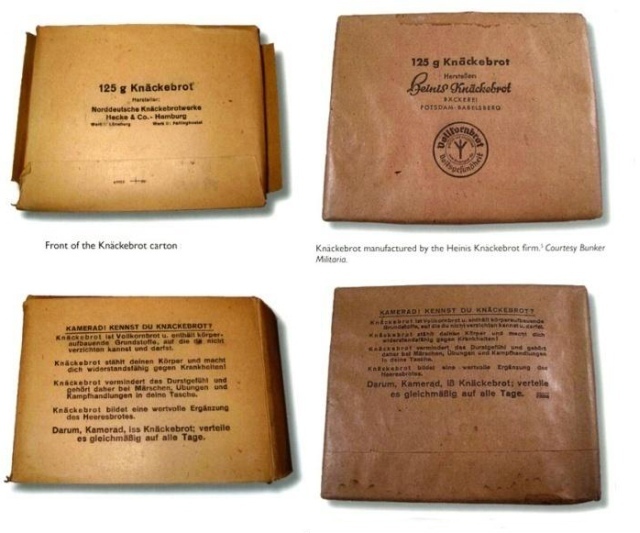 125 g Knäckebrot
Hersteller:
Norddeutsche Knäckebrotwerke
Hacke & Co. - Hamburg
Werk I: Lüneburg Werk II: Fallingbostel
125 g Knäckebrot
Hersteller:
Heinis Knäckebrot
BÄCKEREI
POTSDAM-BABELSBERG
Vollkornbrot
Volksgesundheit
Front of the Knäckebrot carton
Knäckebrot manufactured by the Heinis Knäckebrot firm.¹ Courtesy Bunker
Militaria.
KAMERAD! KENNST DU KNÄCKEBROT?
Knäckebrot ist Vollkornbrot u. enthält körper-
aufbauende Grundstoffe, auf die du nicht
verzichten kannst und darfst.
Knäckebrot stählt deinen Körper und macht
dich widerstandsfähig gegen Krankheiten!
Knäckebrot vermindert das Durstgefühl und
gehört daher bei Märschen, Übungen und
Kampfhandlungen in deine Tasche.
Knäckebrot bildet eine wertvolle Ergänzung
des Heeresbrotes.
Darum, Kamerad, iss Knäckebrot; verteile
es gleichmäßig auf alle Tage.
KAMERAD! KENNST DU KNÄCKEBROT?
Knäckebrot ist Vollkornbrot u. enthält körperaufbauende
Grundstoffe, auf die du nicht verzichten kannst u. darfst.
Knäckebrot stählt deinen Körper und macht dich
widerstandsfähig gegen Krankheiten!
Knäckebrot vermindert das Durstgefühl und gehört
daher bei Märschen, Übungen und Kampfhandlungen
in deine Tasche.
Knäckebrot bildet eine wertvolle Ergänzung des
Heeresbrotes.
Darum, Kamerad, iß Knäckebrot; verteile
es gleichmäßig auf alle Tage.